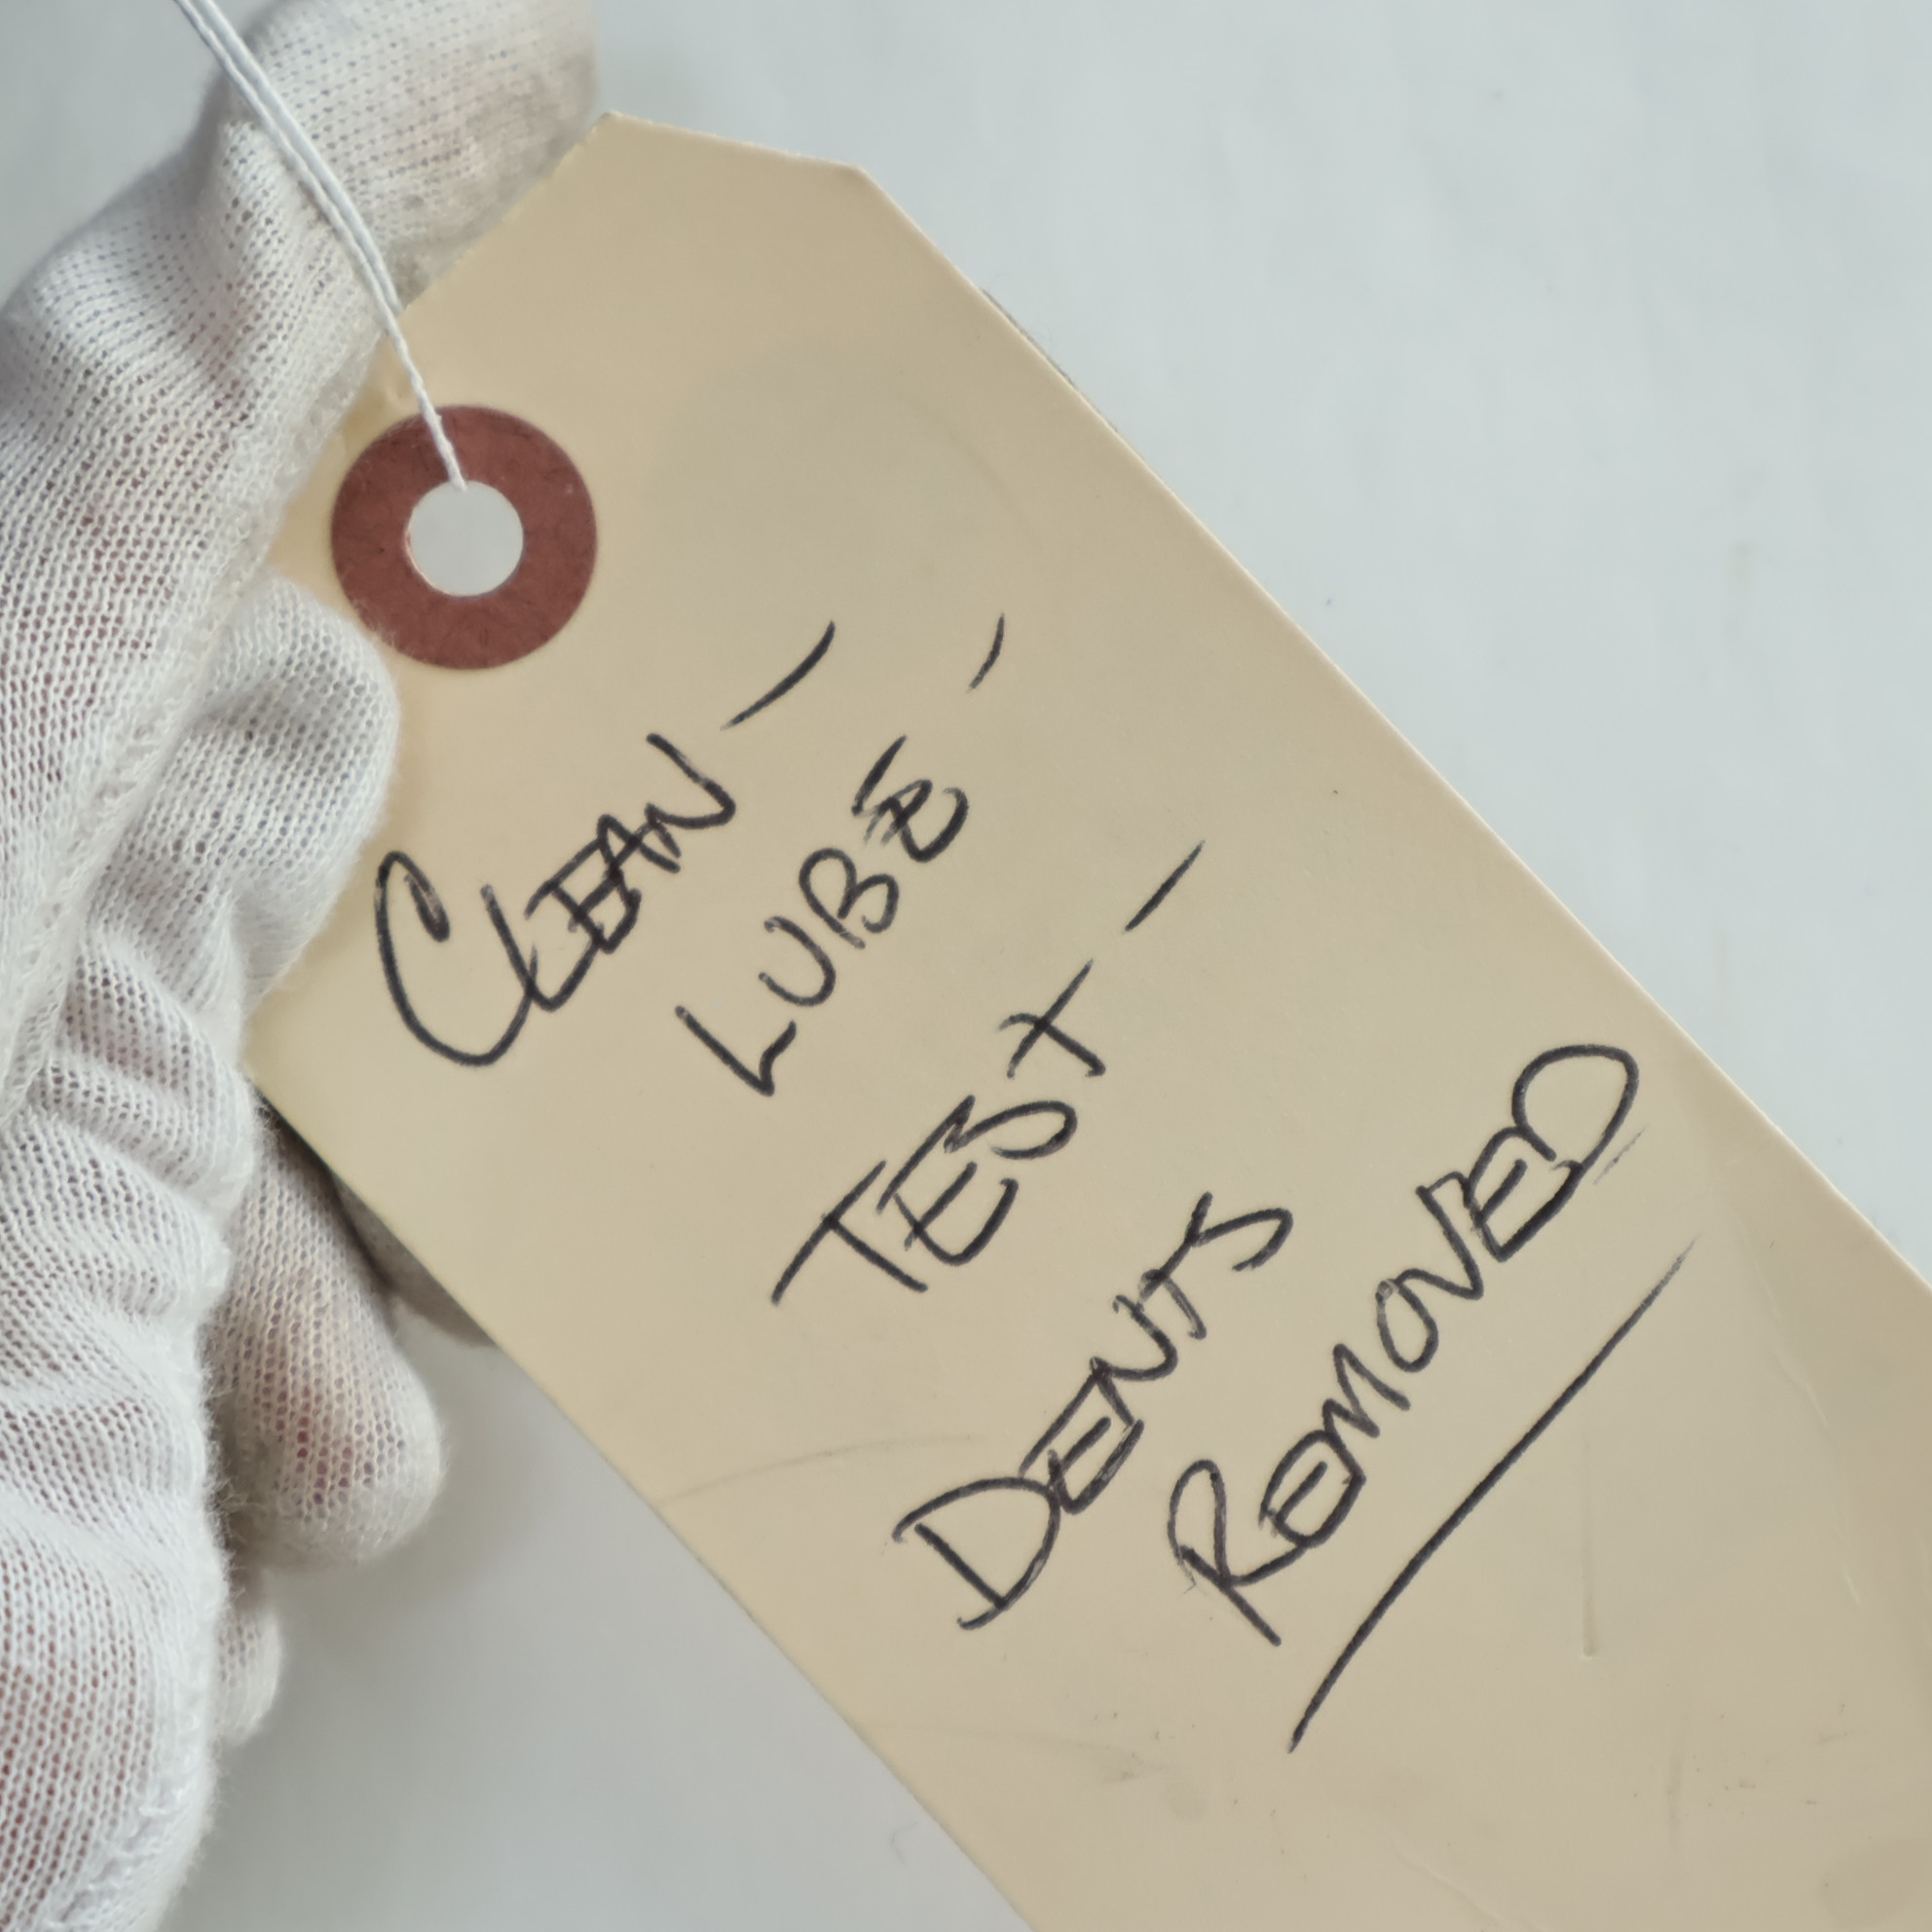 CLEAN -
LUBE -
TEST -
DENTS
REMOVED